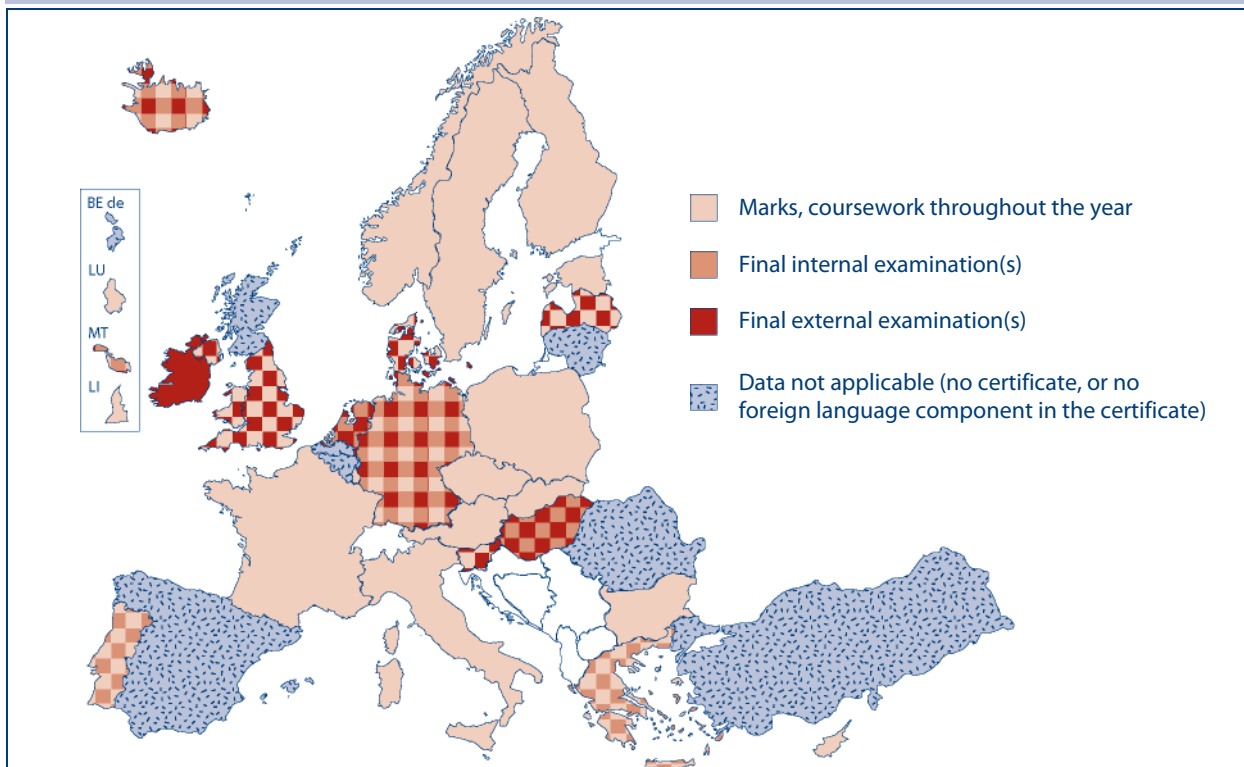 BE de
LU
MT
LI
Marks, coursework throughout the year
Final internal examination(s)
Final external examination(s)
Data not applicable (no certificate, or no
foreign language component in the certificate)